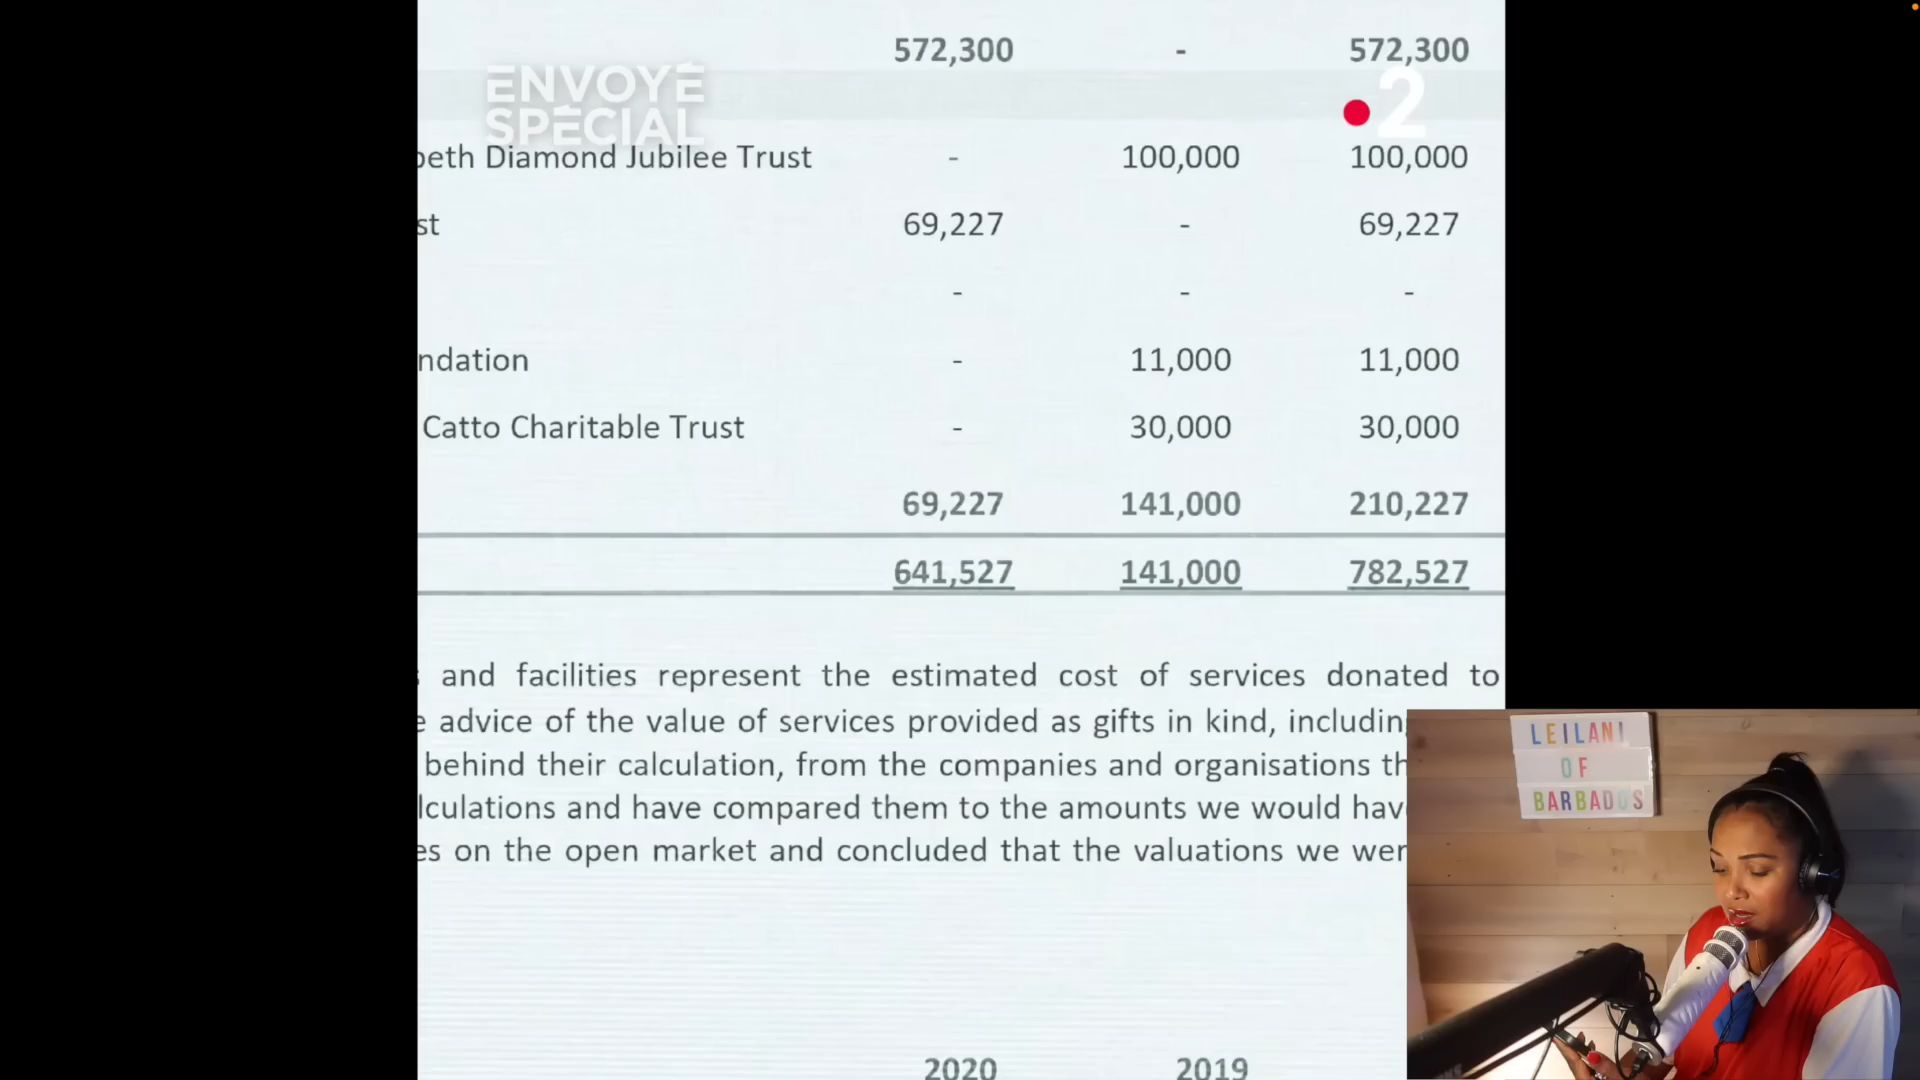 572,300 - 572,300
ENVOYÉ
SPÉCIAL
2
beth Diamond Jubilee Trust - 100,000 100,000
st 69,227 - 69,227
- - -
ndation - 11,000 11,000
Catto Charitable Trust - 30,000 30,000
69,227 141,000 210,227
641,527 141,000 782,527
and facilities represent the estimated cost of services donated to
e advice of the value of services provided as gifts in kind, including
behind their calculation, from the companies and organisations th
lculations and have compared them to the amounts we would hav
es on the open market and concluded that the valuations we wer
LEILANI
OF
BARBADOS
2020 2019